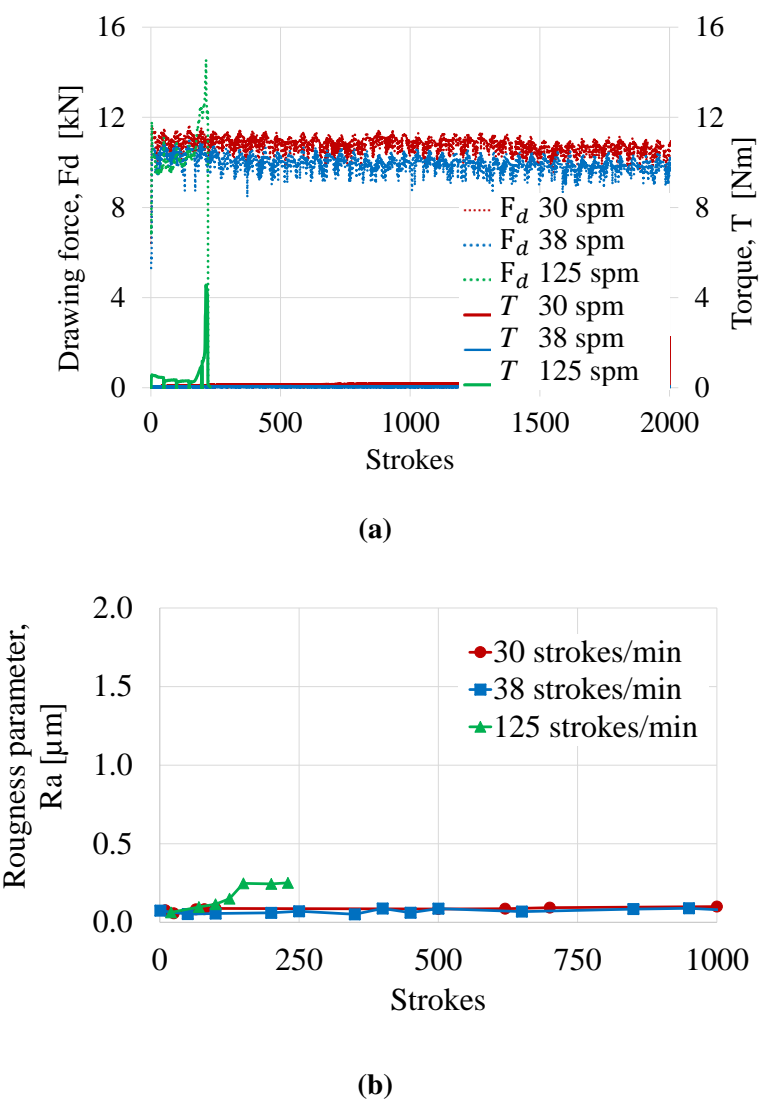 16 16
12 12
8 8
4 4
0 0
Drawing force, Fd [kN]
Torque, T [Nm]
F_d 30 spm
F_d 38 spm
F_d 125 spm
T 30 spm
T 38 spm
T 125 spm
0 500 1000 1500 2000
Strokes
(a)
Rougness parameter,
Ra [µm]
2.0
1.5
1.0
0.5
0.0
30 strokes/min
38 strokes/min
125 strokes/min
0 250 500 750 1000
Strokes
(b)